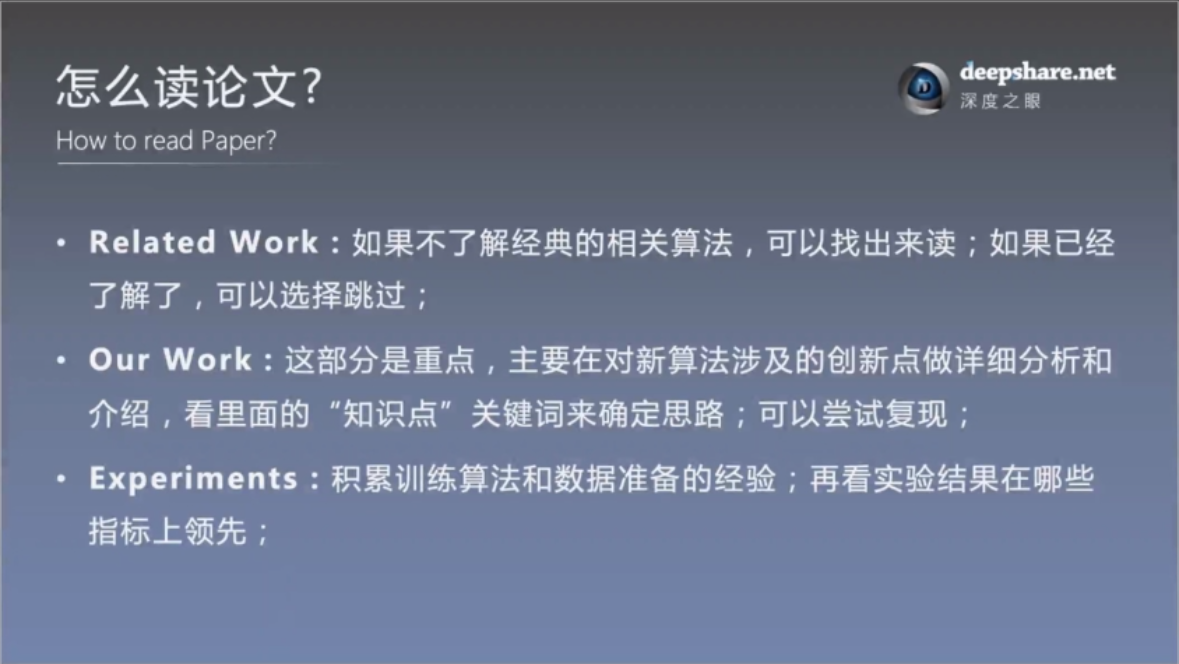 怎么读论文?
How to read Paper?
deepshare.net
深度之眼
• Related Work：如果不了解经典的相关算法，可以找出来读；如果已经
了解了，可以选择跳过；
• Our Work：这部分是重点，主要在对新算法涉及的创新点做详细分析和
介绍，看里面的“知识点”关键词来确定思路；可以尝试复现；
• Experiments：积累训练算法和数据准备的经验；再看实验结果在哪些
指标上领先；